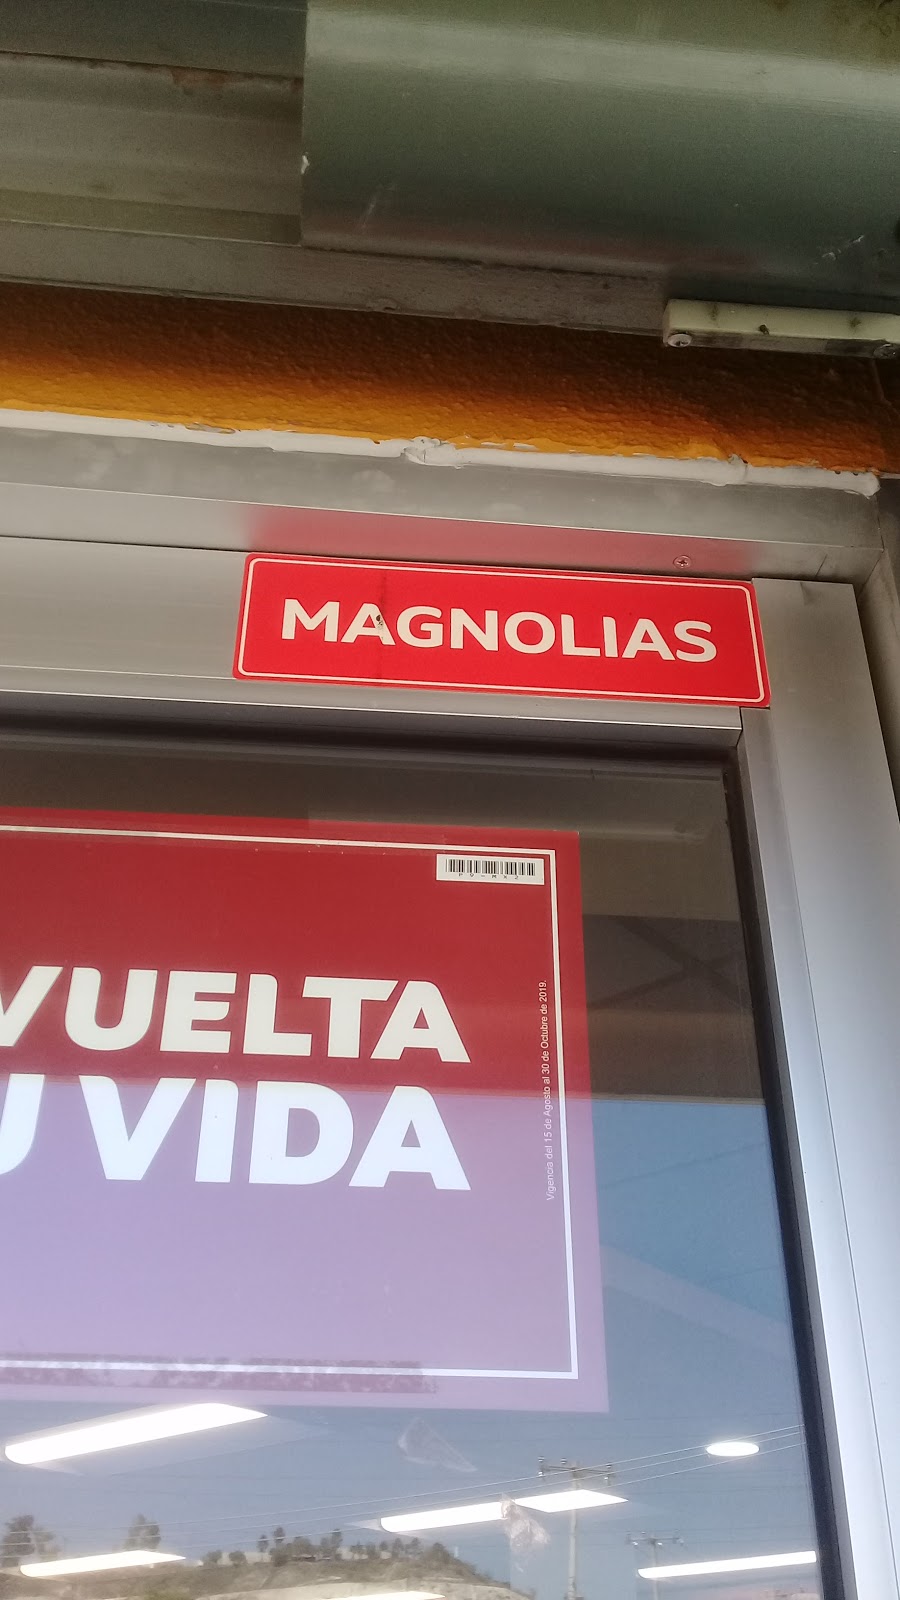 MAGNOLIAS
VUELTA
U VIDA
Vigencia del 15 de Agosto al 30 de Octubre de 2019.